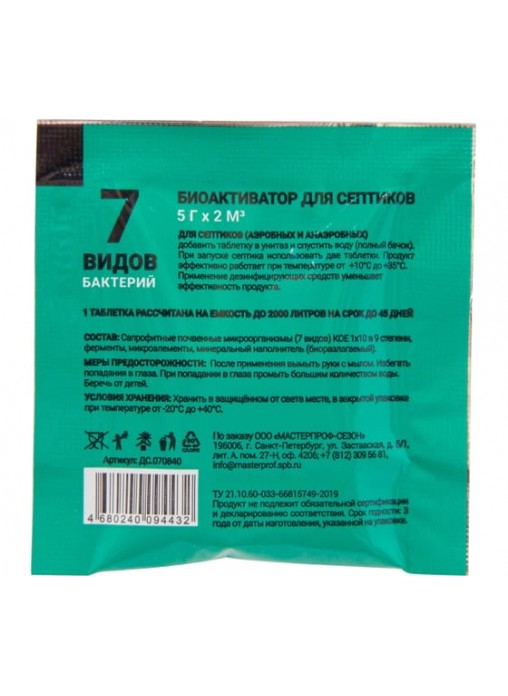 7
ВИДОВ
БАКТЕРИЙ
БИОАКТИВАТОР ДЛЯ СЕПТИКОВ
5 Г х 2 М³
ДЛЯ СЕПТИКОВ (АЭРОБНЫХ И АНАЭРОБНЫХ)
добавить таблетку в унитаз и спустить воду (полный бачок).
При запуске септика использовать две таблетки. Продукт
эффективно работает при температуре от +10°C до +35°C.
Применение дезинфицирующих средств уменьшает
эффективность продукта.
1 ТАБЛЕТКА РАССЧИТАНА НА ЕМКОСТЬ ДО 2000 ЛИТРОВ НА СРОК ДО 45 ДНЕЙ
СОСТАВ: Сапрофитные почвенные микроорганизмы (7 видов) КОЕ 1х10 в 9 степени,
ферменты, микроэлементы, минеральный наполнитель (биоразлагаемый).
МЕРЫ ПРЕДОСТОРОЖНОСТИ: После применения вымыть руки с мылом. Избегать
попадания в глаза. При попадании в глаза промыть большим количеством воды.
Беречь от детей.
УСЛОВИЯ ХРАНЕНИЯ: Хранить в защищённом от света месте, в закрытой упаковке
при температуре от -20°C до +40°C.
По заказу ООО «МАСТЕРПРОФ-СЕЗОН»
196006, г. Санкт-Петербург, ул. Заставская, д. 5/1,
лит. А, пом. 27-Н, оф. 4206; +7 (812) 309 56 81,
info@masterprof.spb.ru
Артикул: ДС.070840
4 680240 094432
ТУ 21.10.60-033-66815749-2019
Продукт не подлежит обязательной сертификации
и декларированию соответствия. Срок годности: 3
года от даты изготовления, указанной на упаковке.